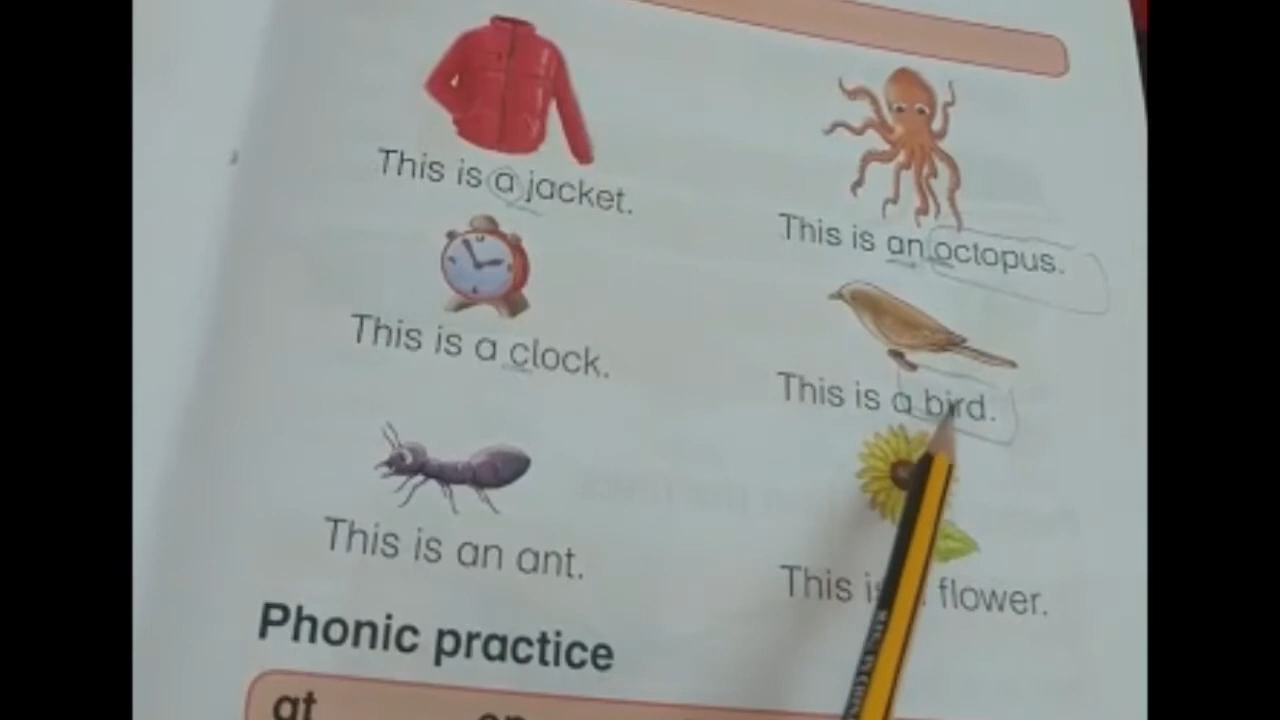 This is a jacket.
This is an octopus.
This is a clock.
This is a bird.
This is an ant.
This flower.
Phonic practice
at